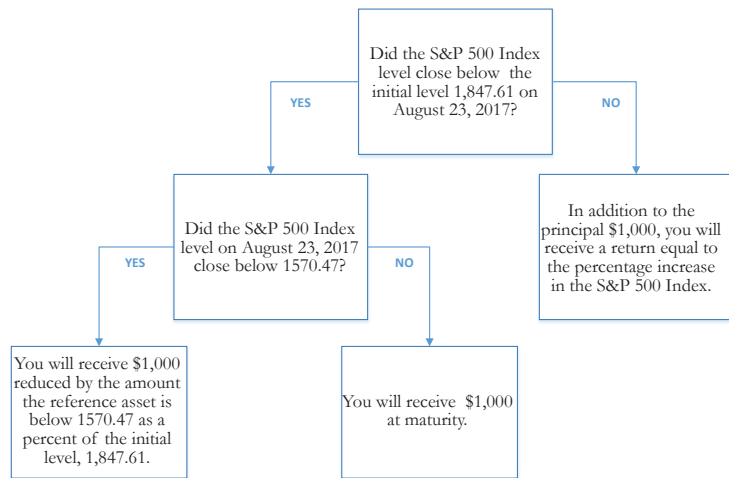 Did the S&P 500 Index
level close below the
initial level 1,847.61 on
August 23, 2017?
YES
NO
Did the S&P 500 Index
level on August 23, 2017
close below 1570.47?
In addition to the
principal $1,000, you will
receive a return equal to
the percentage increase
in the S&P 500 Index.
YES
NO
You will receive $1,000
reduced by the amount
the reference asset is
below 1570.47 as a
percent of the initial
level, 1,847.61.
You will receive $1,000
at maturity.